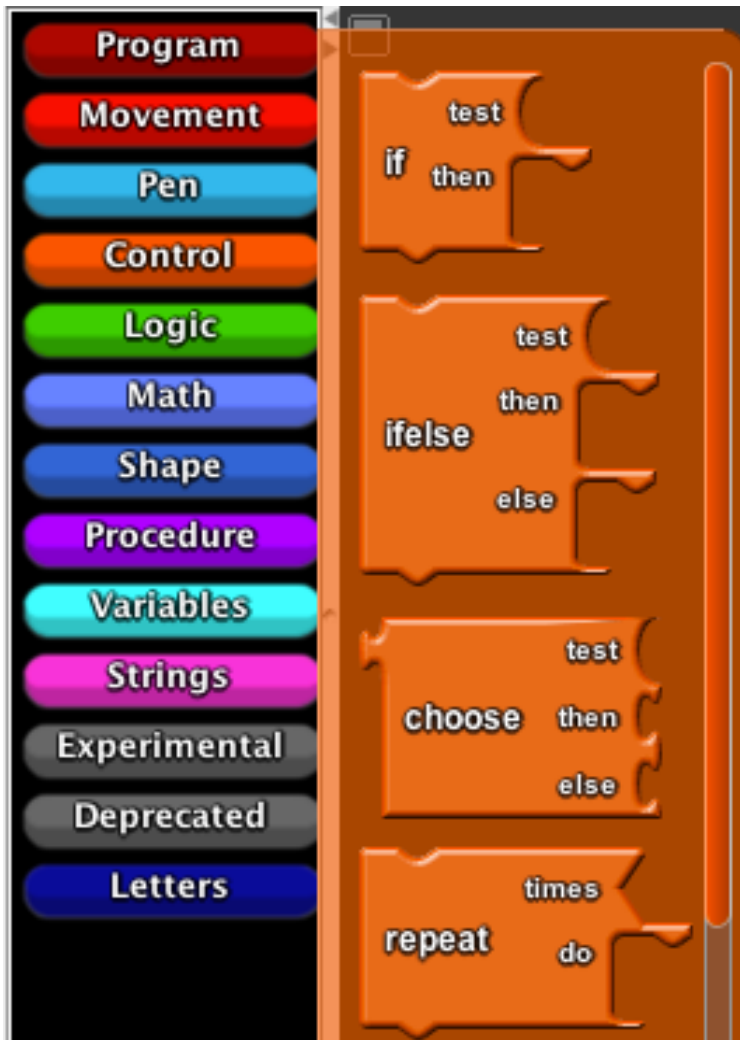 Program
Movement
Pen
Control
Logic
Math
Shape
Procedure
Variables
Strings
Experimental
Deprecated
Letters
test
if
then
test
then
ifelse
else
test
choose then
else
times
repeat
do